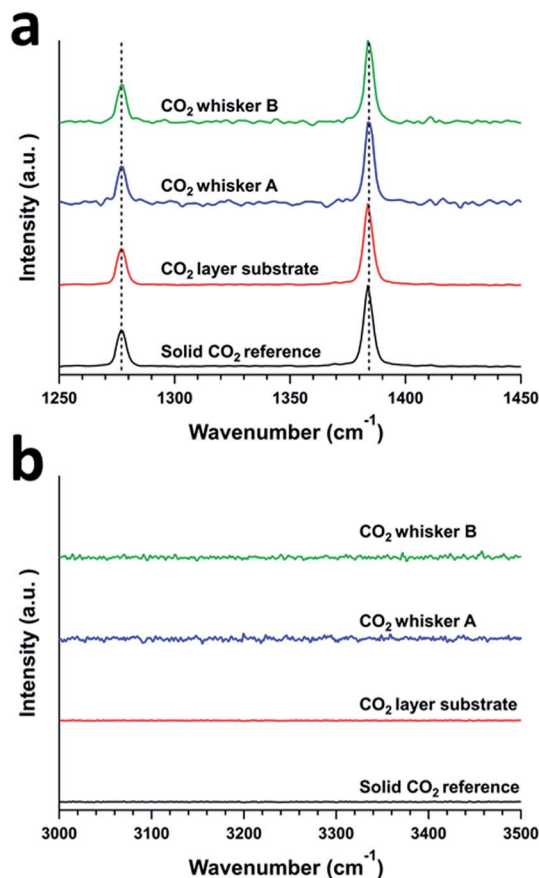 a
CO₂ whisker B
CO₂ whisker A
CO₂ layer substrate
Solid CO₂ reference
Intensity (a.u.)
1250 1300 1350 1400 1450
Wavenumber (cm⁻¹)
b
CO₂ whisker B
CO₂ whisker A
CO₂ layer substrate
Solid CO₂ reference
Intensity (a.u.)
3000 3100 3200 3300 3400 3500
Wavenumber (cm⁻¹)